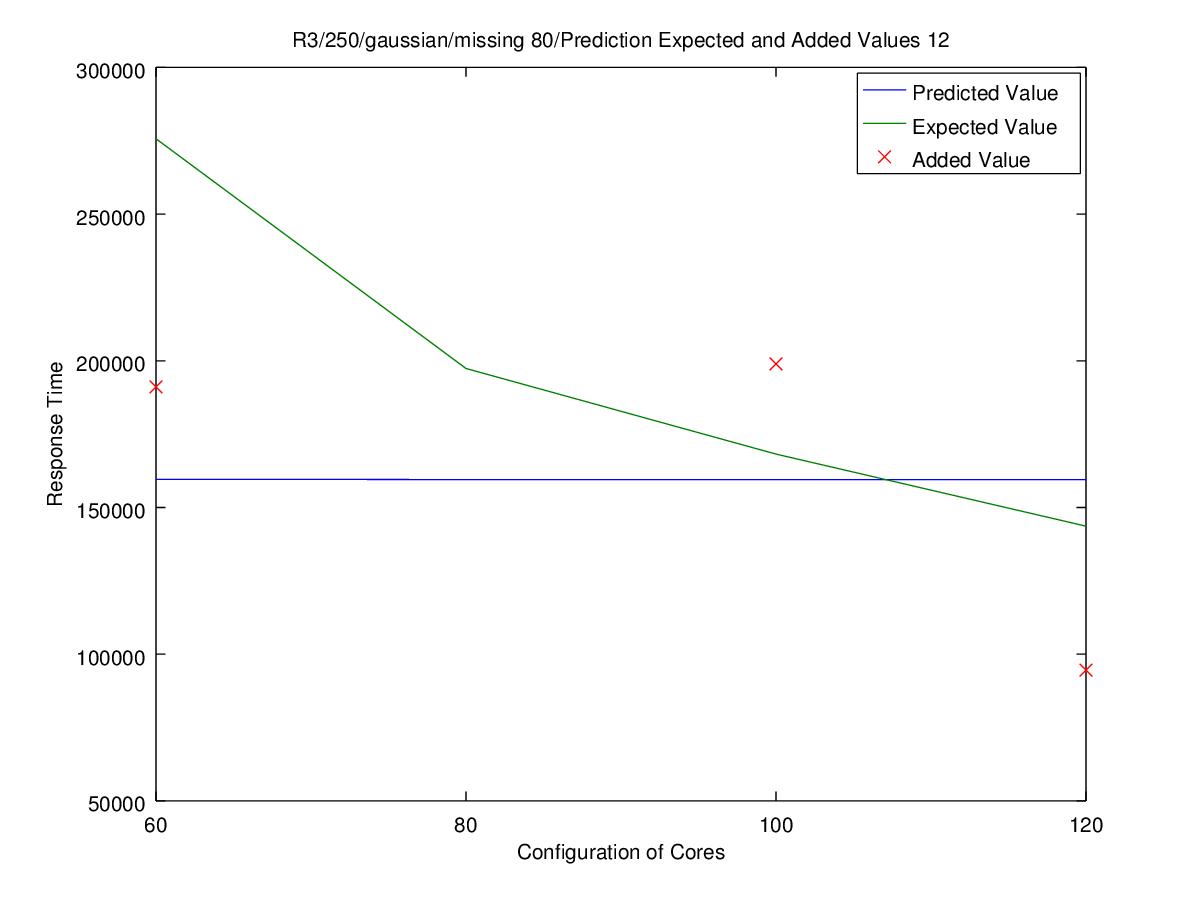 R3/250/gaussian/missing 80/Prediction Expected and Added Values 12
300000
250000
200000
150000
100000
50000
Response Time
Predicted Value
Expected Value
Added Value
60 80 100 120
Configuration of Cores